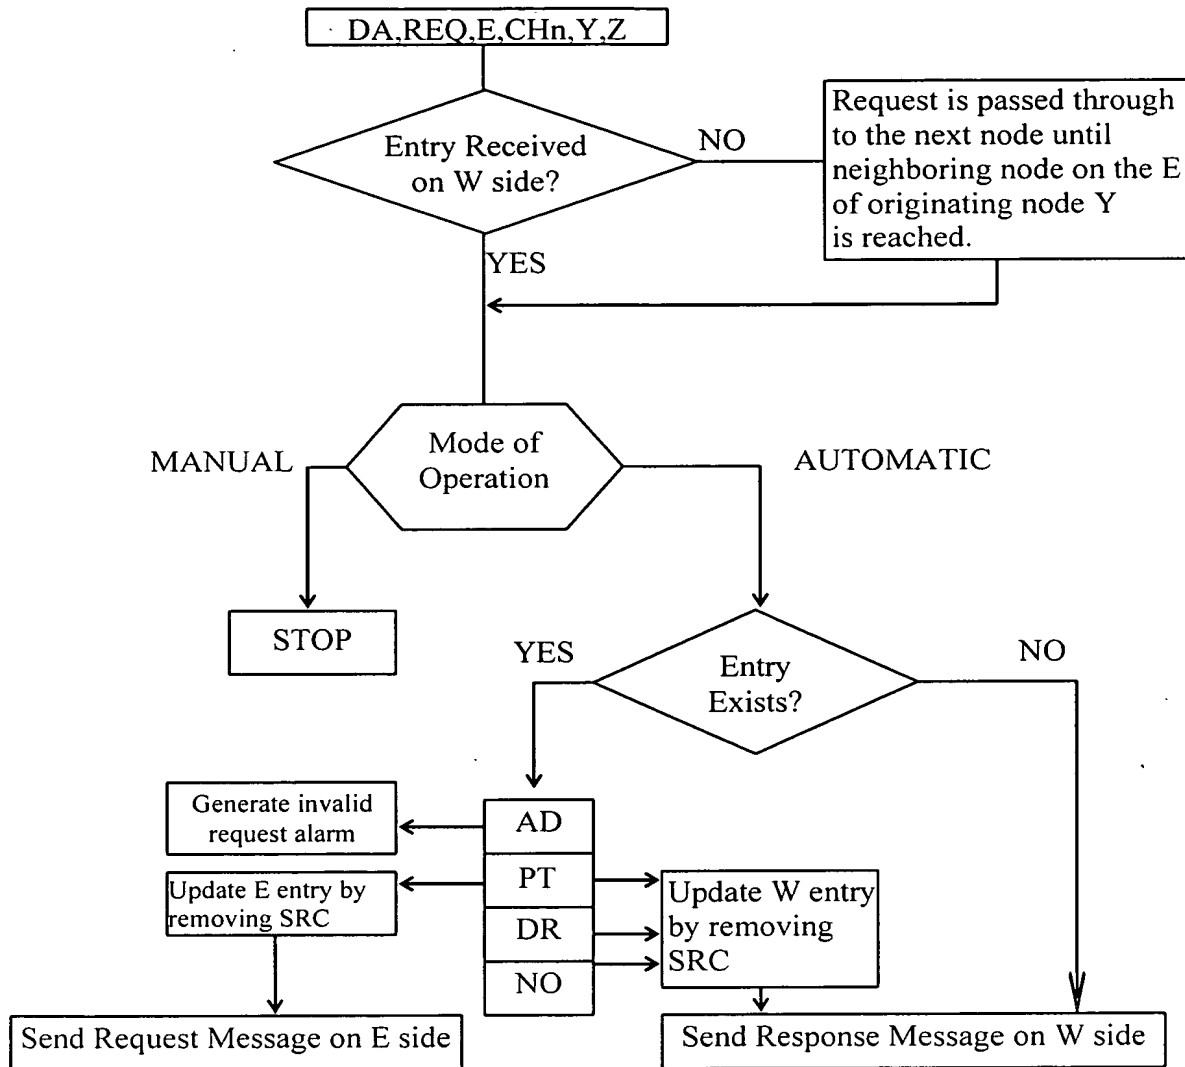 DA,REQ,E,CHn,Y,Z
Entry Received
on W side?
NO
Request is passed through
to the next node until
neighboring node on the E
of originating node Y
is reached.
YES
Mode of
Operation
MANUAL
AUTOMATIC
STOP
YES
Entry
Exists?
NO
Generate invalid
request alarm
AD
Update E entry by
removing SRC
PT
DR
NO
Update W entry
by removing
SRC
Send Request Message on E side
Send Response Message on W side